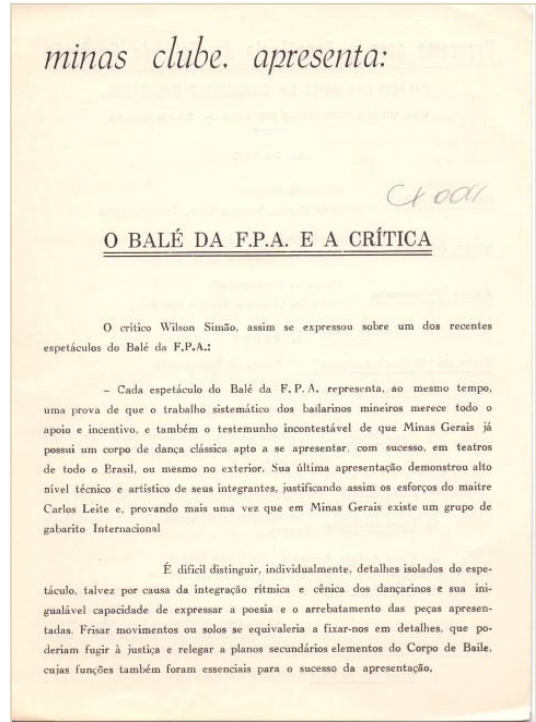 minas clube. apresenta:
Cx 001
O BALÉ DA F.P.A. E A CRÍTICA
O crítico Wilson Simão, assim se expressou sobre um dos recentes
espetáculos do Balé da F.P.A.:
– Cada espetáculo do Balé da F.P.A. representa, ao mesmo tempo,
uma prova de que o trabalho sistemático dos bailarinos mineiros merece todo o
apoio e incentivo, e também o testemunho incontestável de que Minas Gerais já
possui um corpo de dança clássica apto a se apresentar, com sucesso, em teatros
de todo o Brasil, ou mesmo no exterior. Sua última apresentação demonstrou alto
nível técnico e artístico de seus integrantes, justificando assim os esforços do maitre
Carlos Leite e, provando mais uma vez que em Minas Gerais existe um grupo de
gabarito Internacional
É difícil distinguir, individualmente, detalhes isolados do espe-
táculo, talvez por causa da integração rítmica e cênica dos dançarinos e sua ini-
gualável capacidade de expressar a poesia e o arrebatamento das peças apresen-
tadas. Frisar movimentos ou solos se equivaleria a fixar-nos em detalhes, que po-
deriam fugir à justiça e relegar a planos secundários elementos do Corpo de Baile,
cujas funções também foram essenciais para o sucesso da apresentação.